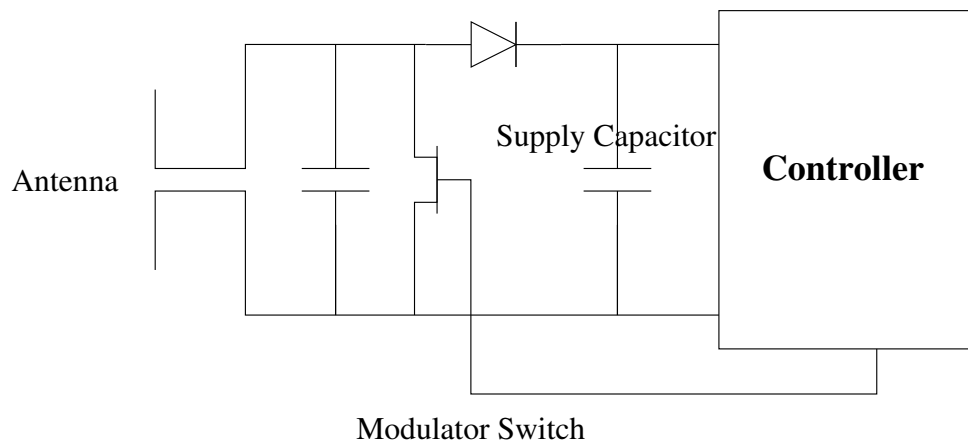 Supply Capacitor
Antenna
Controller
Modulator Switch